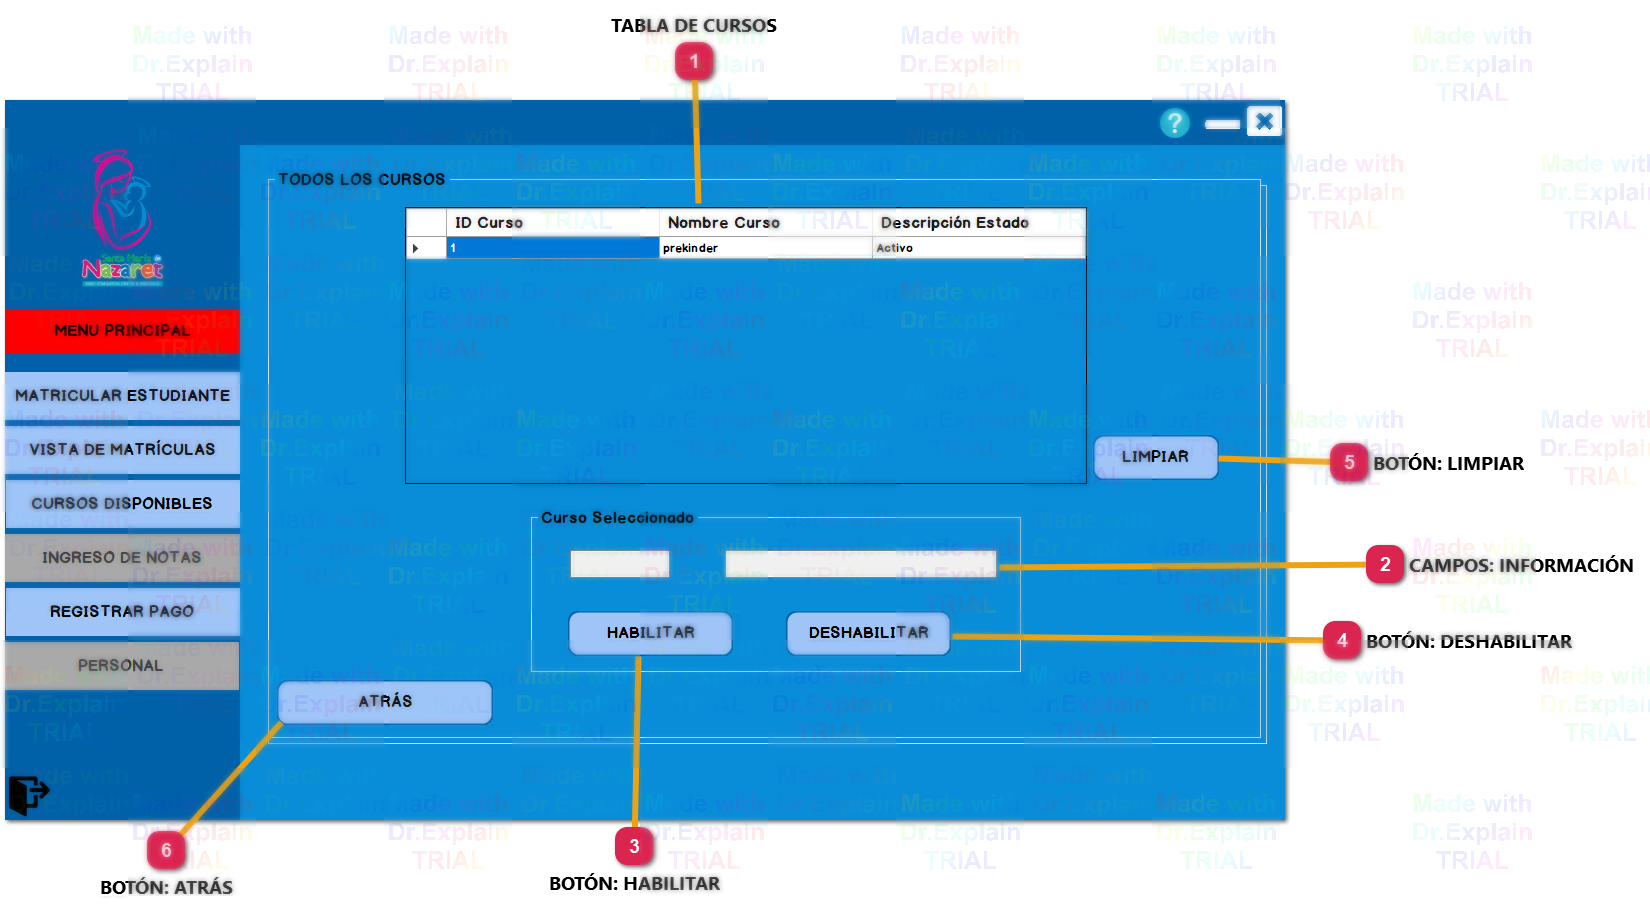 TABLA DE CURSOS
1
?
TODOS LOS CURSOS
ID Curso Nombre Curso Descripción Estado
1 prekinder Activo
Santa María de
Nazaret
MENU PRINCIPAL
MATRICULAR ESTUDIANTE
VISTA DE MATRÍCULAS
CURSOS DISPONIBLES
INGRESO DE NOTAS
REGISTRAR PAGO
PERSONAL
LIMPIAR
5 BOTÓN: LIMPIAR
Curso Seleccionado
2 CAMPOS: INFORMACIÓN
HABILITAR DESHABILITAR
4 BOTÓN: DESHABILITAR
ATRÁS
6
BOTÓN: ATRÁS
3
BOTÓN: HABILITAR
Made with
Dr.Explain
TRIAL